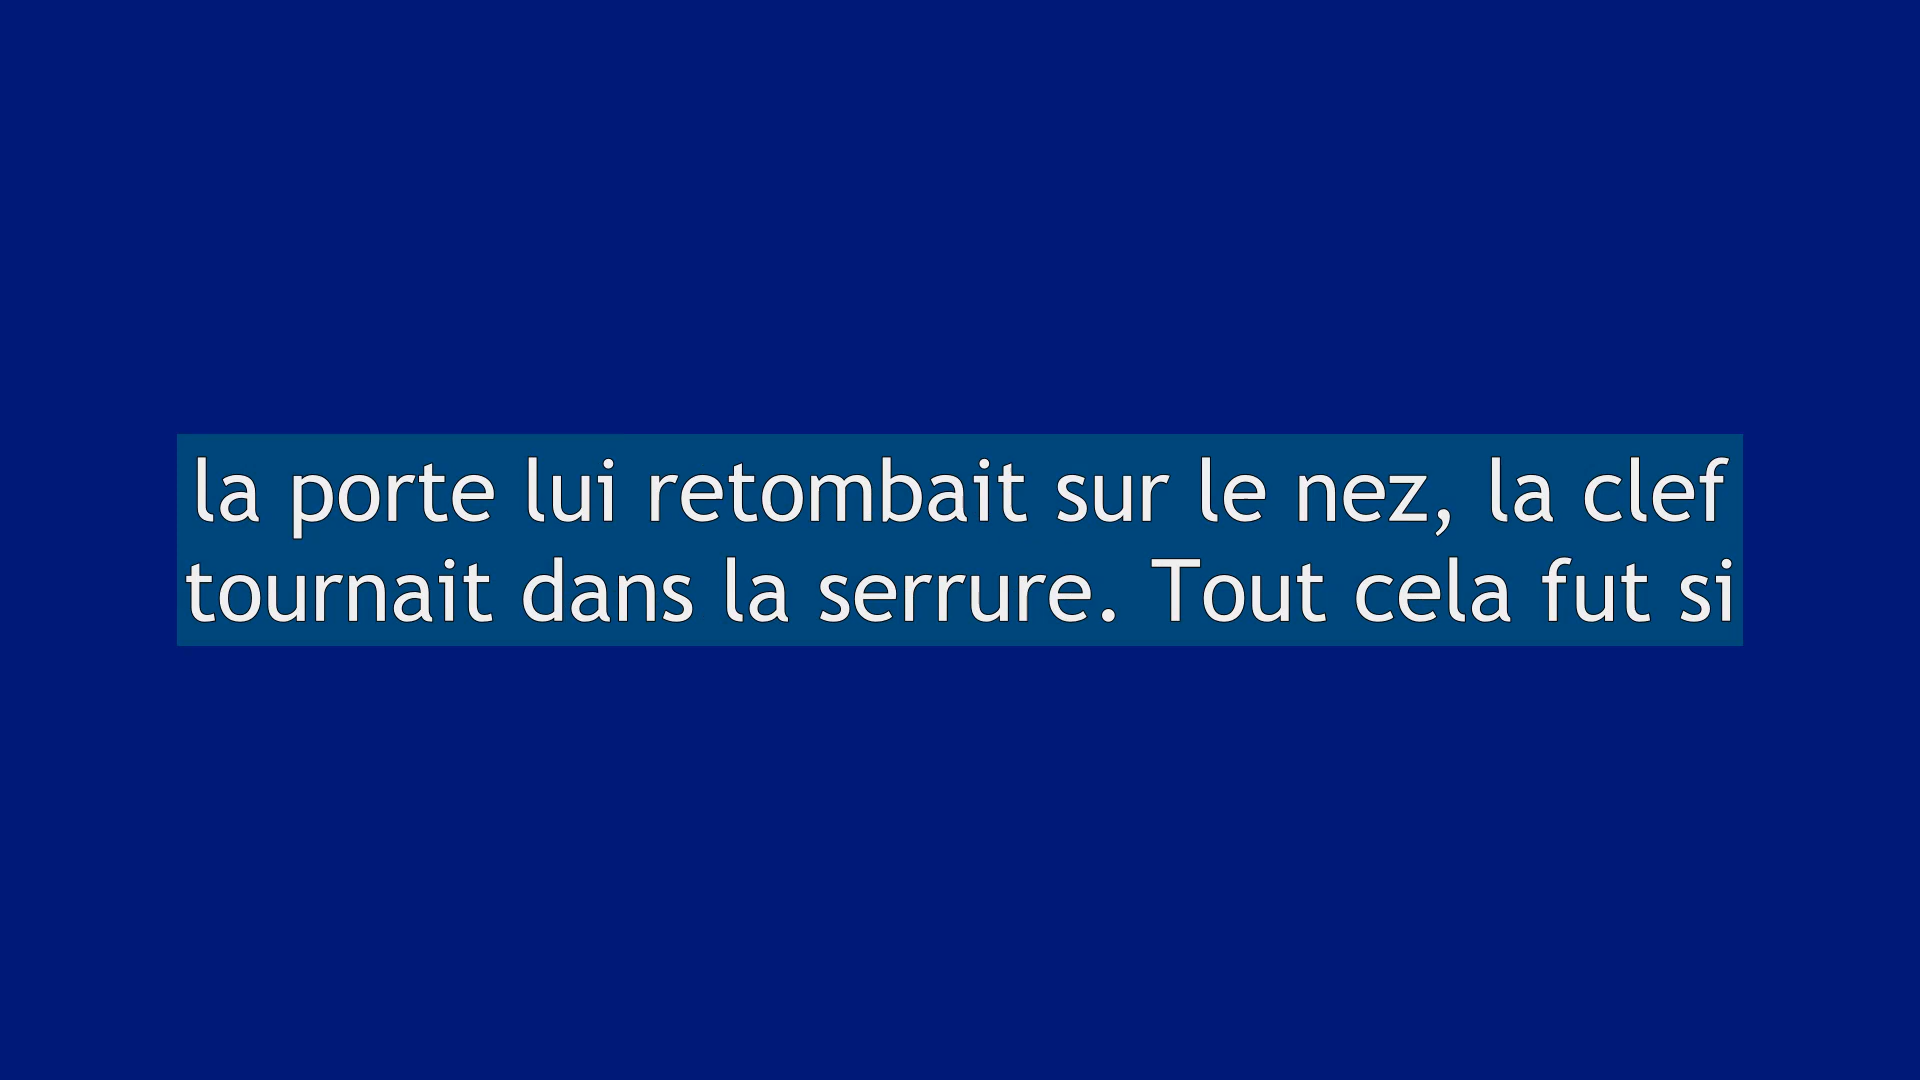 la porte lui retombait sur le nez, la clef
tournait dans la serrure. Tout cela fut si